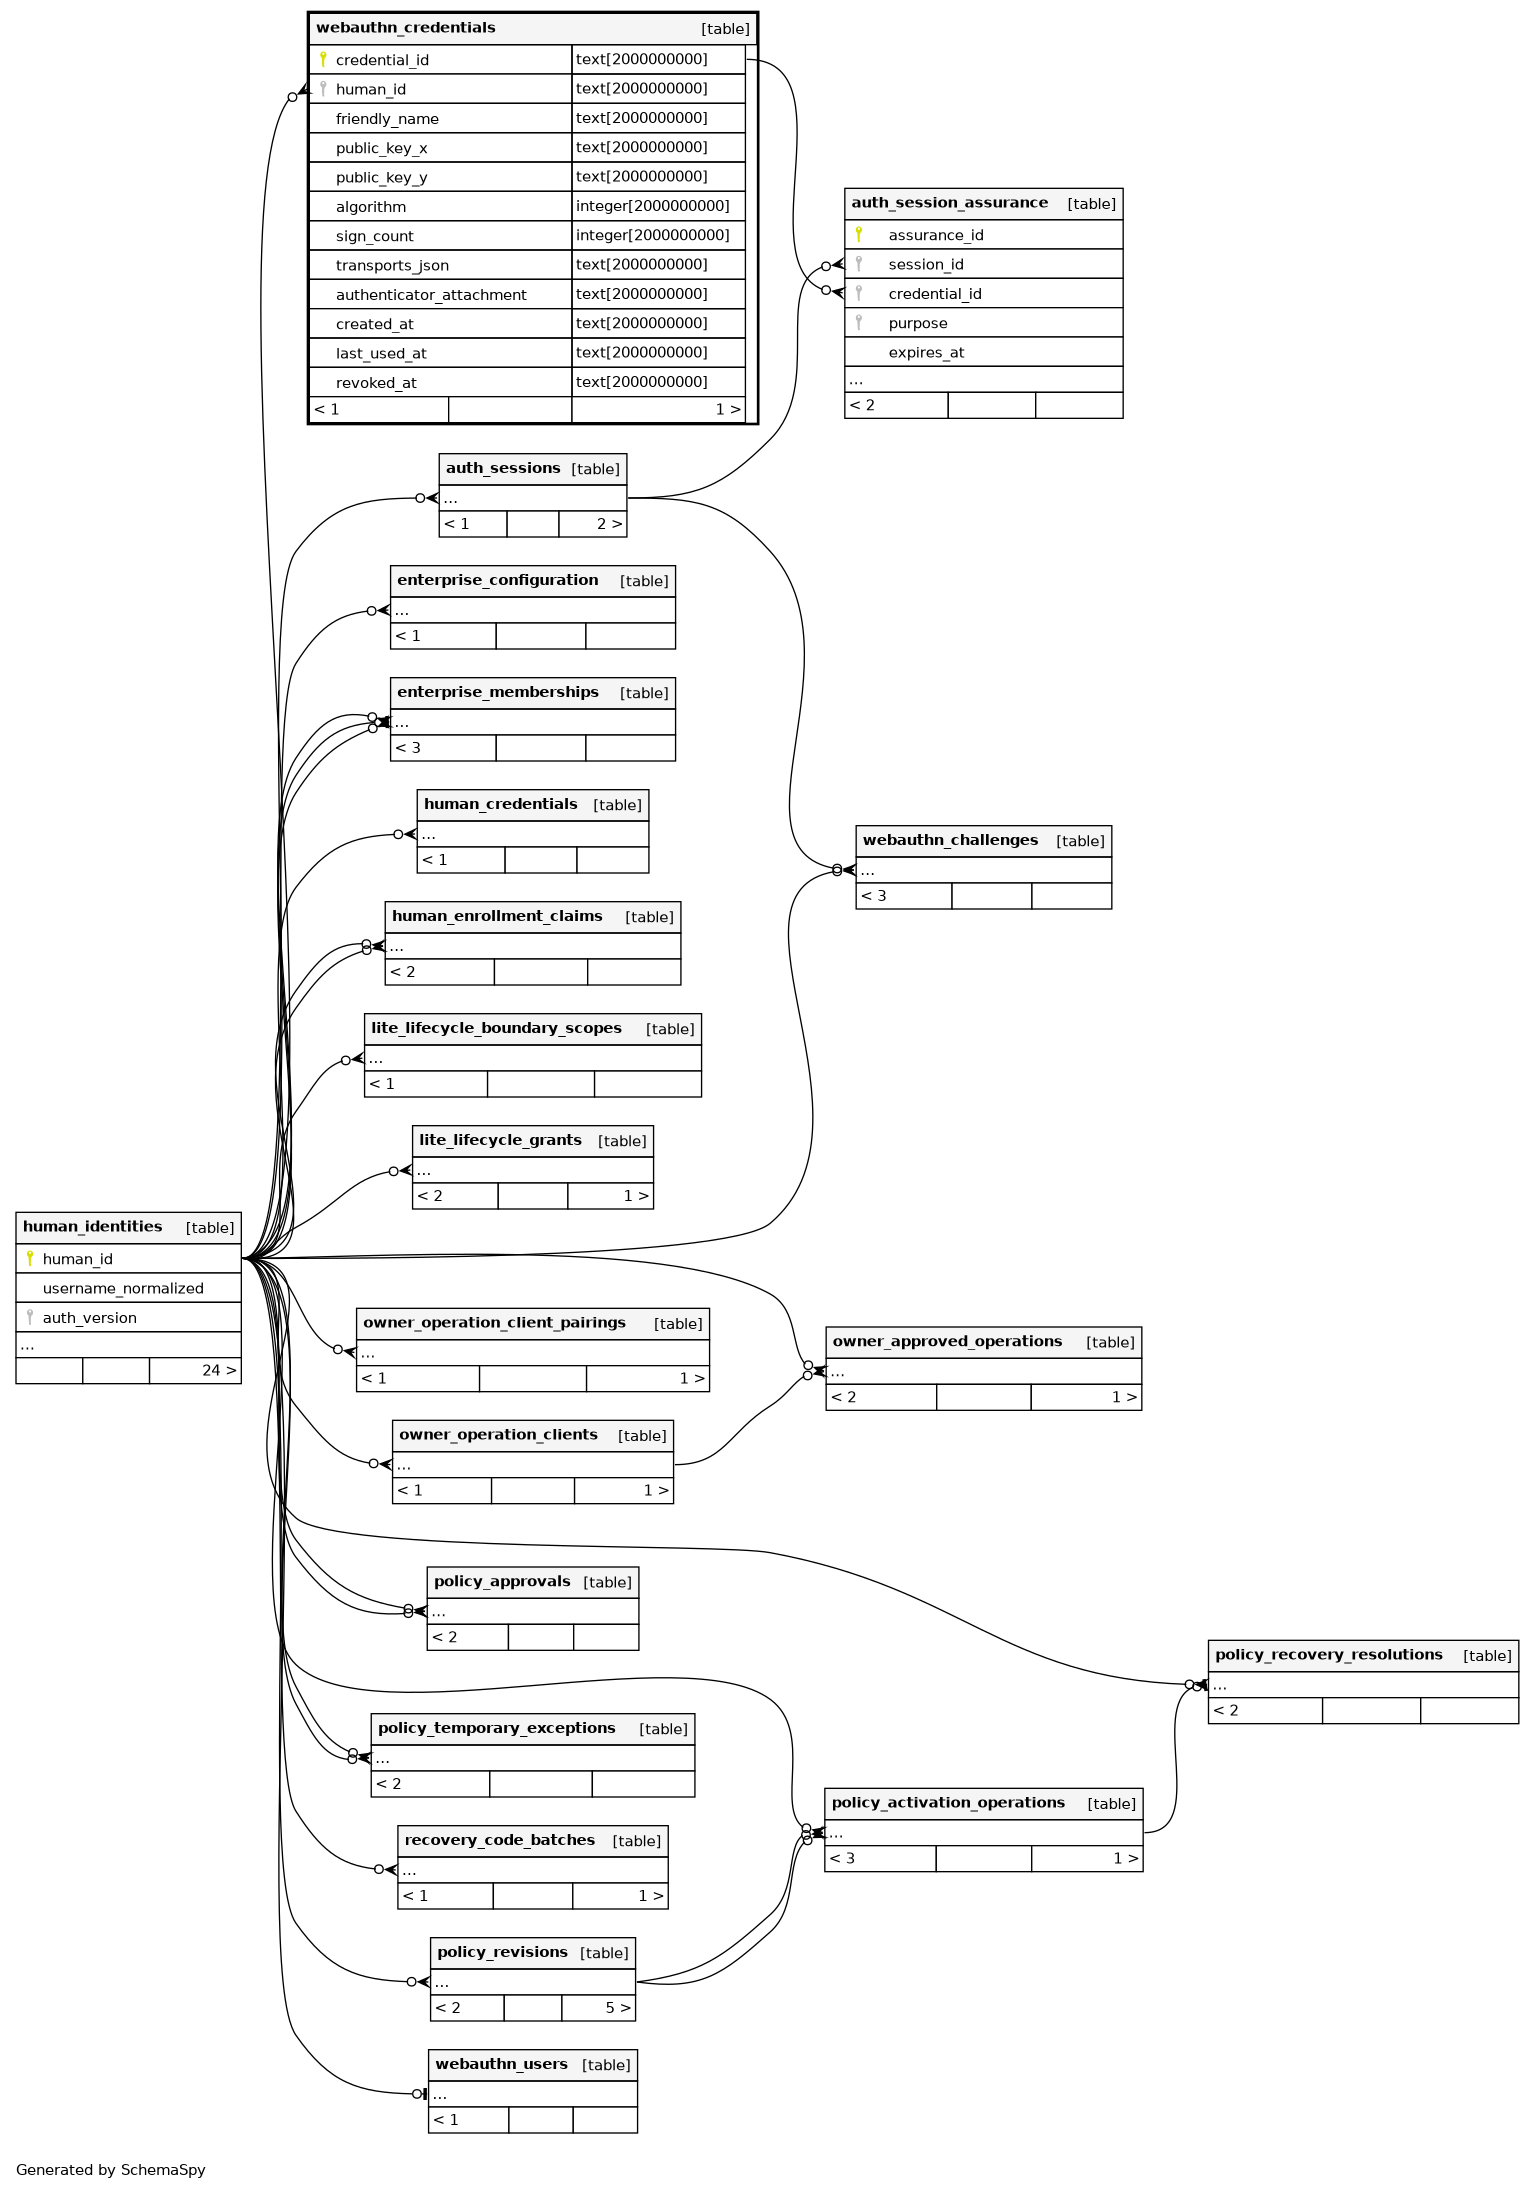 webauthn_credentials [table]
credential_id text[2000000000]
human_id text[2000000000]
friendly_name text[2000000000]
public_key_x text[2000000000]
public_key_y text[2000000000]
algorithm integer[2000000000]
sign_count integer[2000000000]
transports_json text[2000000000]
authenticator_attachment text[2000000000]
created_at text[2000000000]
last_used_at text[2000000000]
revoked_at text[2000000000]
< 1 1 >
auth_session_assurance [table]
assurance_id
session_id
credential_id
purpose
expires_at
...
< 2
auth_sessions [table]
...
< 1 2 >
enterprise_configuration [table]
...
< 1
enterprise_memberships [table]
...
< 3
human_credentials [table]
...
< 1
webauthn_challenges [table]
...
< 3
human_enrollment_claims [table]
...
< 2
lite_lifecycle_boundary_scopes [table]
...
< 1
lite_lifecycle_grants [table]
...
< 2 1 >
human_identities [table]
human_id
username_normalized
auth_version
...
24 >
owner_operation_client_pairings [table]
...
< 1 1 >
owner_approved_operations [table]
...
< 2 1 >
owner_operation_clients [table]
...
< 1 1 >
policy_approvals [table]
...
< 2
policy_recovery_resolutions [table]
...
< 2
policy_temporary_exceptions [table]
...
< 2
policy_activation_operations [table]
...
< 3 1 >
recovery_code_batches [table]
...
< 1 1 >
policy_revisions [table]
...
< 2 5 >
webauthn_users [table]
...
< 1
Generated by SchemaSpy